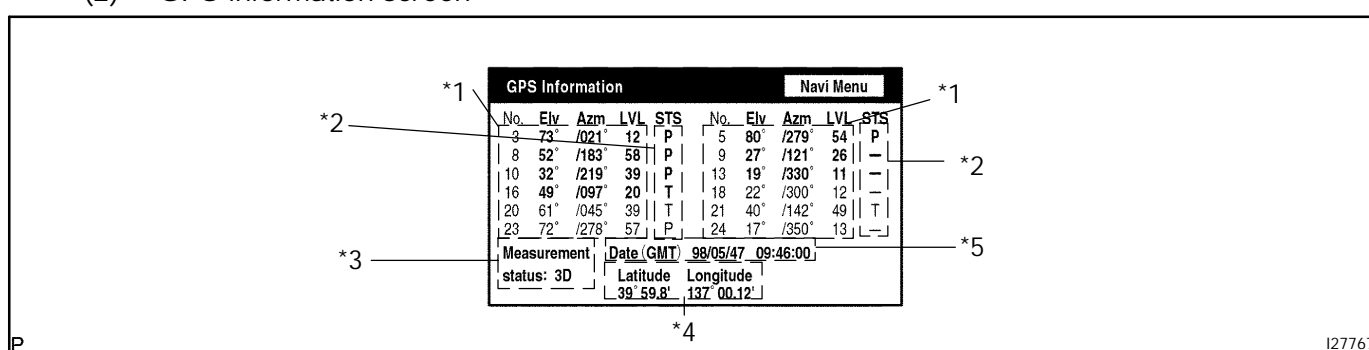 (2) GPS information screen
GPS Information Navi Menu
*1 *1
*2 *2
No. Elv Azm LVL STS No. Elv Azm LVL STS
3 73° /021° 12 P 5 80° /279° 54 P
8 52° /183° 58 P 9 27° /121° 26 –
10 32° /219° 39 P 13 19° /330° 11 –
16 49° /097° 20 T 18 22° /300° 12 –
20 61° /045° 39 T 21 40° /142° 49 T
23 72° /278° 57 P 24 17° /350° 13 –
*3 *5
Measurement Date (GMT) 98/05/47 09:46:00
status: 3D Latitude Longitude
39°59.8' 137°00.12'
*4
P I2776